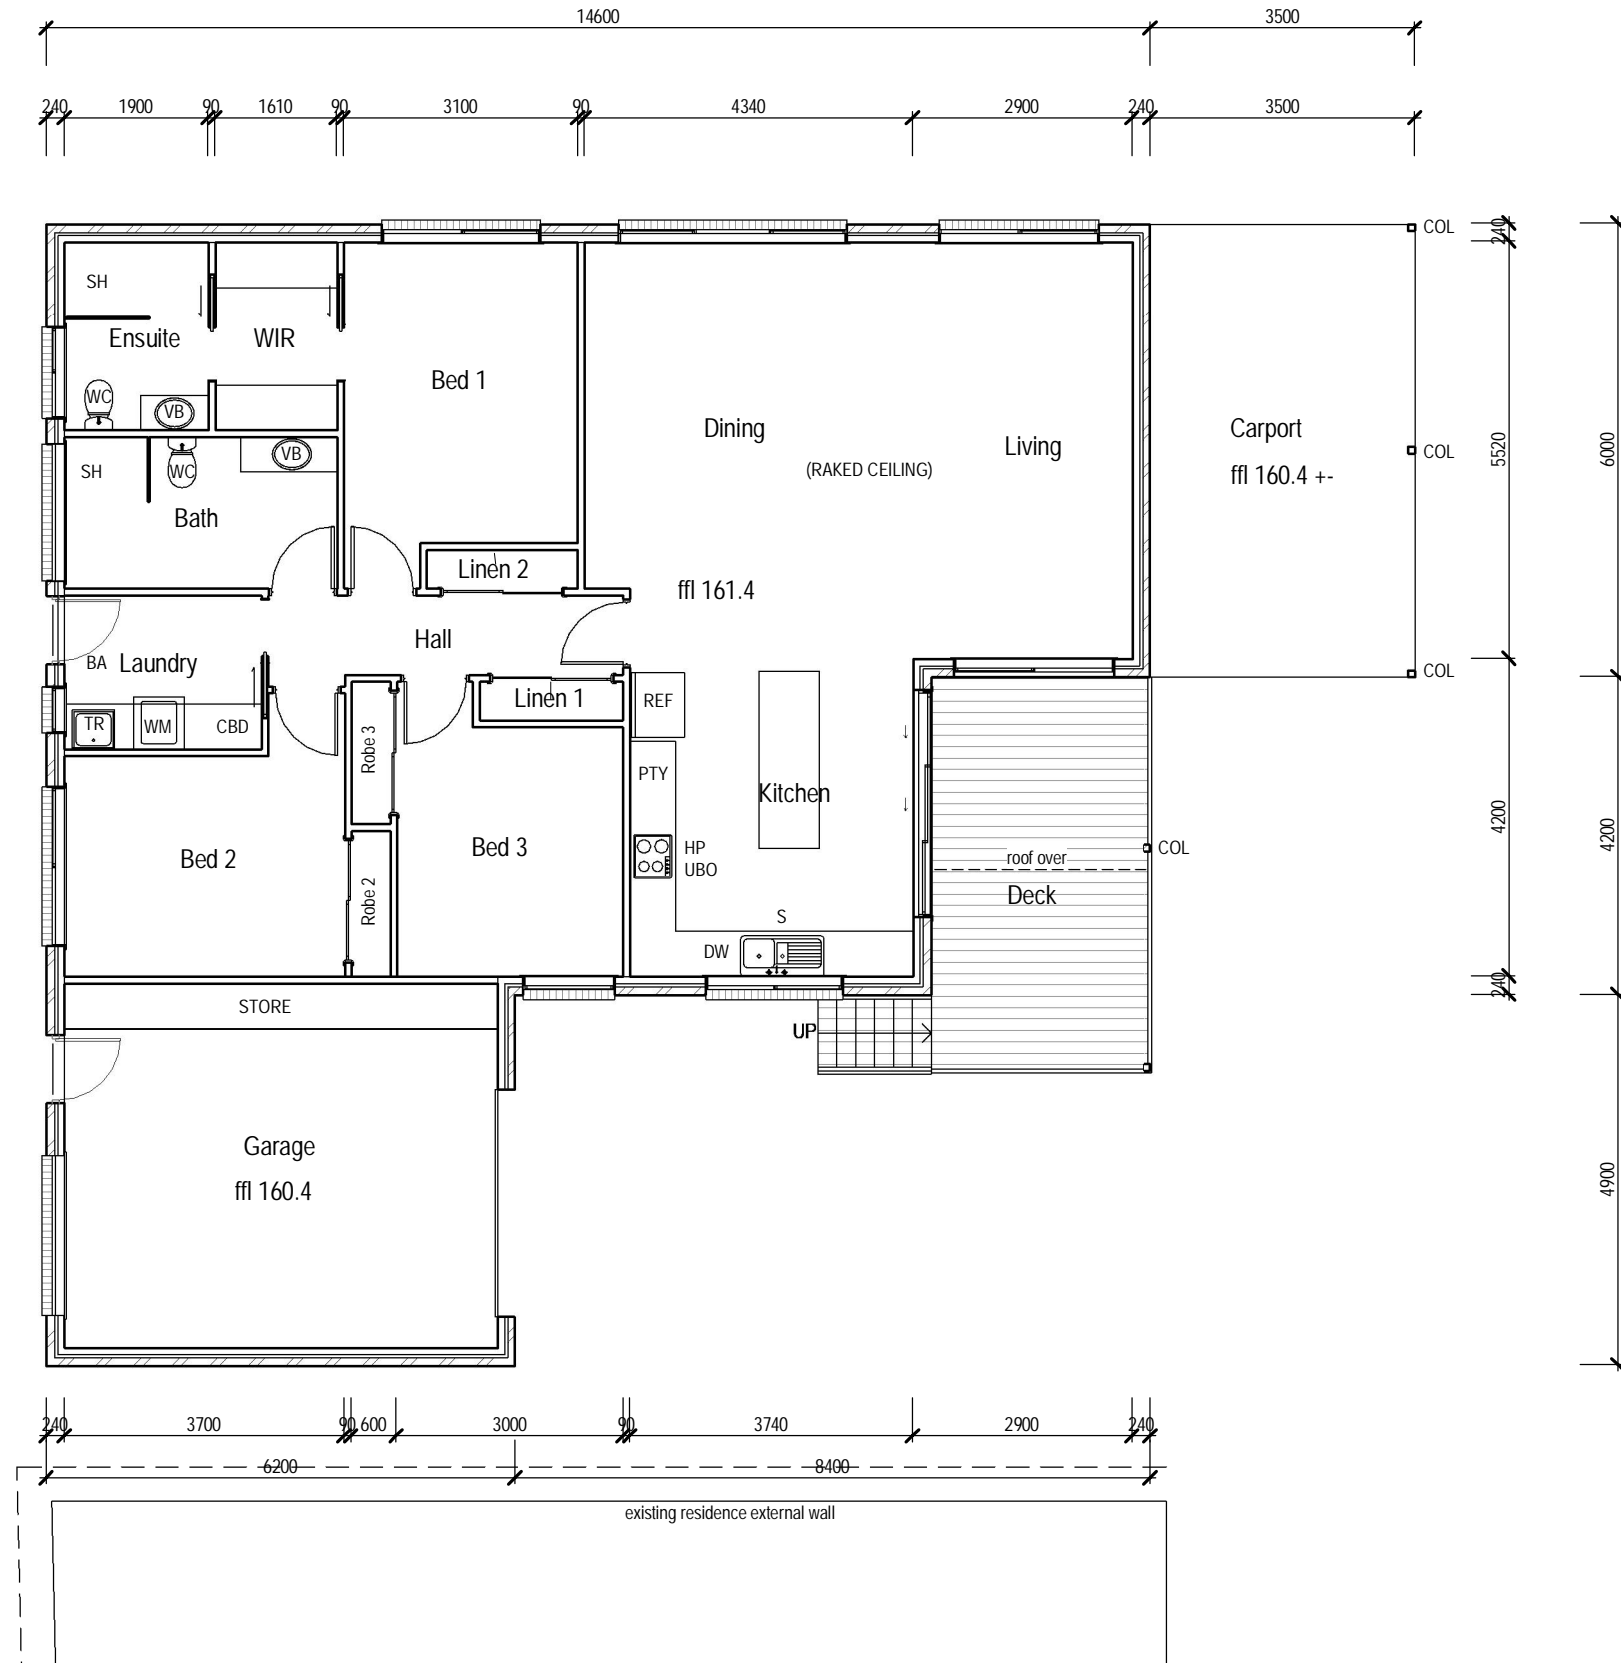 14600
3500
240
1900
90
1610
90
3100
90
4340
2900
240
3500
COL
240
SH
Ensuite
WIR
Bed 1
Dining
Living
(RAKED CEILING)
Carport
ffl 160.4 +-
COL
5520
6000
WC
VB
SH
WC
VB
Bath
Linen 2
ffl 161.4
Hall
BA
Laundry
COL
TR
WM
CBD
Robe 3
Linen 1
REF
PTY
Kitchen
Bed 2
Robe 2
Bed 3
HP
UBO
roof over
Deck
COL
4200
4200
S
DW
240
STORE
UP
Garage
ffl 160.4
4900
240
3700
90
600
3000
90
3740
2900
240
6200
8400
existing residence external wall